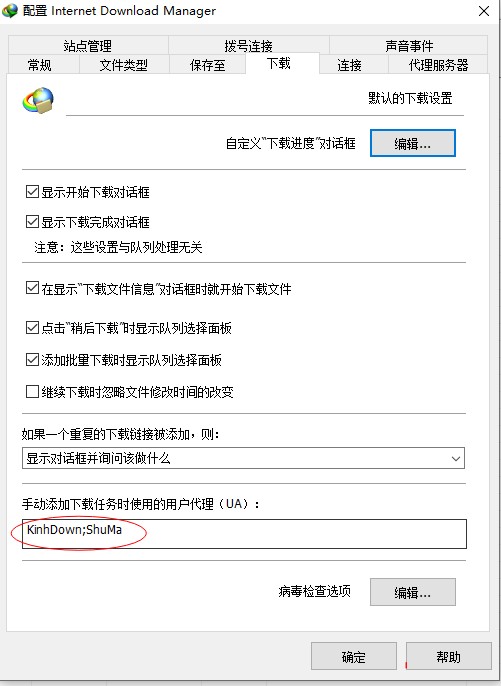 配置 Internet Download Manager
站点管理 拨号连接 声音事件
常规 文件类型 保存至 下载 连接 代理服务器
默认的下载设置
自定义“下载进度”对话框 编辑...
显示开始下载对话框
显示下载完成对话框
注意：这些设置与队列处理无关
在显示“下载文件信息”对话框时就开始下载文件
点击“稍后下载”时显示队列选择面板
添加批量下载时显示队列选择面板
继续下载时忽略文件修改时间的改变
如果一个重复的下载链接被添加，则：
显示对话框并询问该做什么
手动添加下载任务时使用的用户代理（UA）：
KinhDown;ShuMa
病毒检查选项 编辑...
确定 帮助